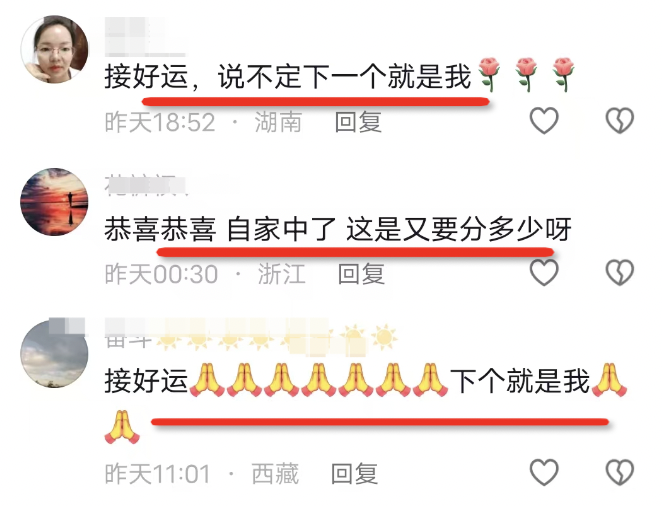 接好运，说不定下一个就是我🌹🌹🌹
昨天18:52 · 湖南 回复
恭喜恭喜 自家中了 这是又要分多少呀
昨天00:30 · 浙江 回复
奋斗☀️☀️☀️☀️☀️☀️☀️☀️
接好运🙏🙏🙏🙏🙏🙏🙏下个就是我🙏
🙏
昨天11:01 · 西藏 回复